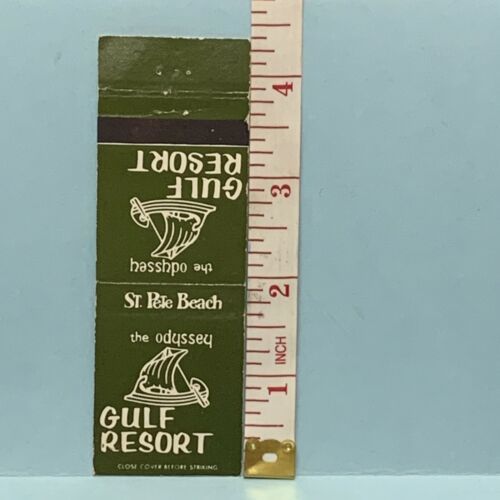 GULF
RESORT
the odyssey
St. Pete Beach
the odyssey
GULF
RESORT
CLOSE COVER BEFORE STRIKING
4
3
2
INCH
1